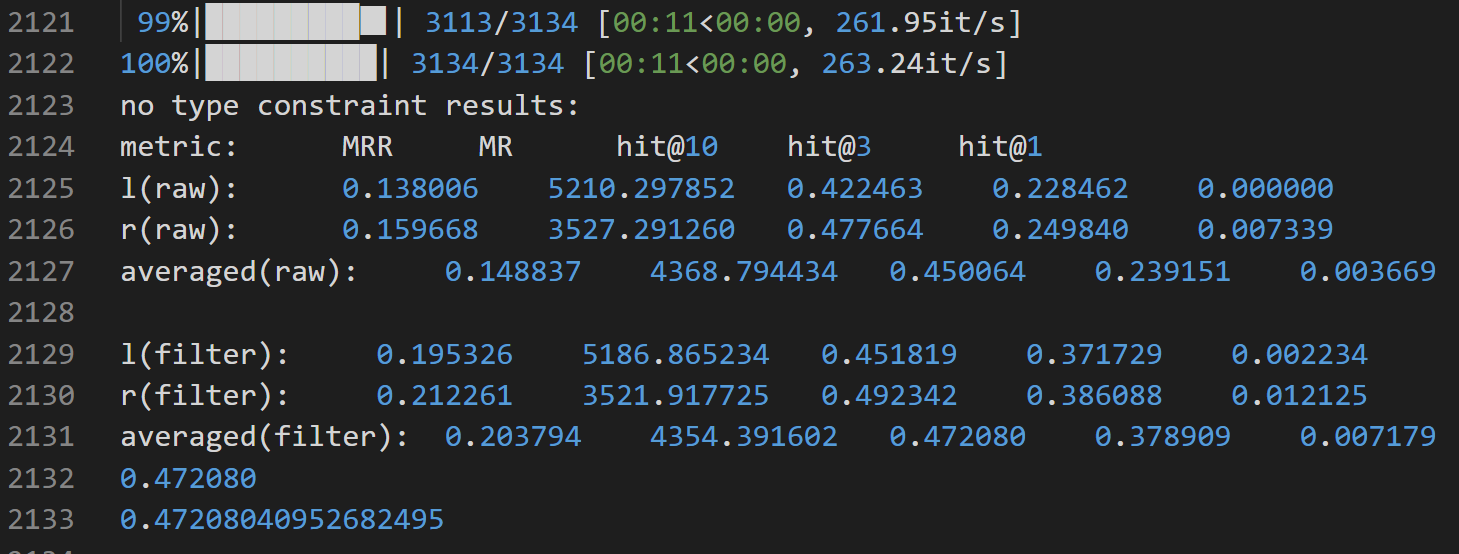 2121 99%|██████████| 3113/3134 [00:11<00:00, 261.95it/s]
2122 100%|██████████| 3134/3134 [00:11<00:00, 263.24it/s]
2123 no type constraint results:
2124 metric: MRR MR hit@10 hit@3 hit@1
2125 l(raw): 0.138006 5210.297852 0.422463 0.228462 0.000000
2126 r(raw): 0.159668 3527.291260 0.477664 0.249840 0.007339
2127 averaged(raw): 0.148837 4368.794434 0.450064 0.239151 0.003669
2128
2129 l(filter): 0.195326 5186.865234 0.451819 0.371729 0.002234
2130 r(filter): 0.212261 3521.917725 0.492342 0.386088 0.012125
2131 averaged(filter): 0.203794 4354.391602 0.472080 0.378909 0.007179
2132 0.472080
2133 0.47208040952682495